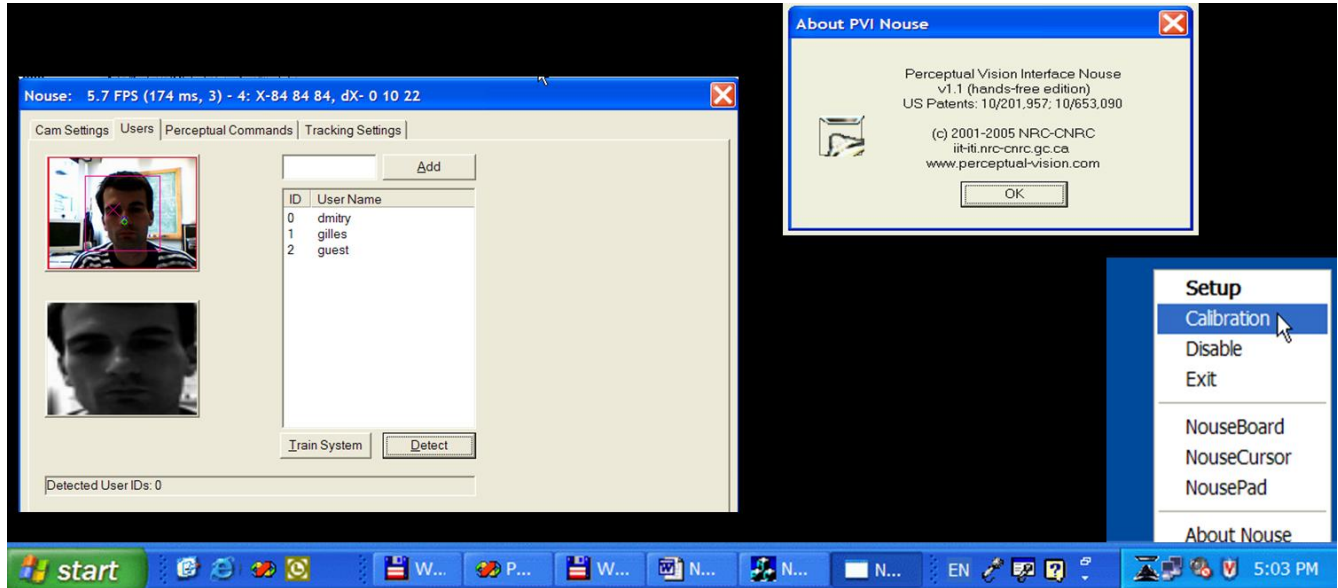 Nouse: 5.7 FPS (174 ms, 3) - 4: X-84 84 84, dX- 0 10 22
Cam Settings Users Perceptual Commands Tracking Settings
Add
ID User Name
0 dmitry
1 gilles
2 guest
Train System Detect
Detected User IDs: 0
About PVI Nouse
Perceptual Vision Interface Nouse
v1.1 (hands-free edition)
US Patents: 10/201,957; 10/653,090
(c) 2001-2005 NRC-CNRC
iit-iti.nrc-cnrc.gc.ca
www.perceptual-vision.com
OK
Setup
Calibration
Disable
Exit
NouseBoard
NouseCursor
NousePad
About Nouse
start W... P... W... N... N... N... EN 5:03 PM